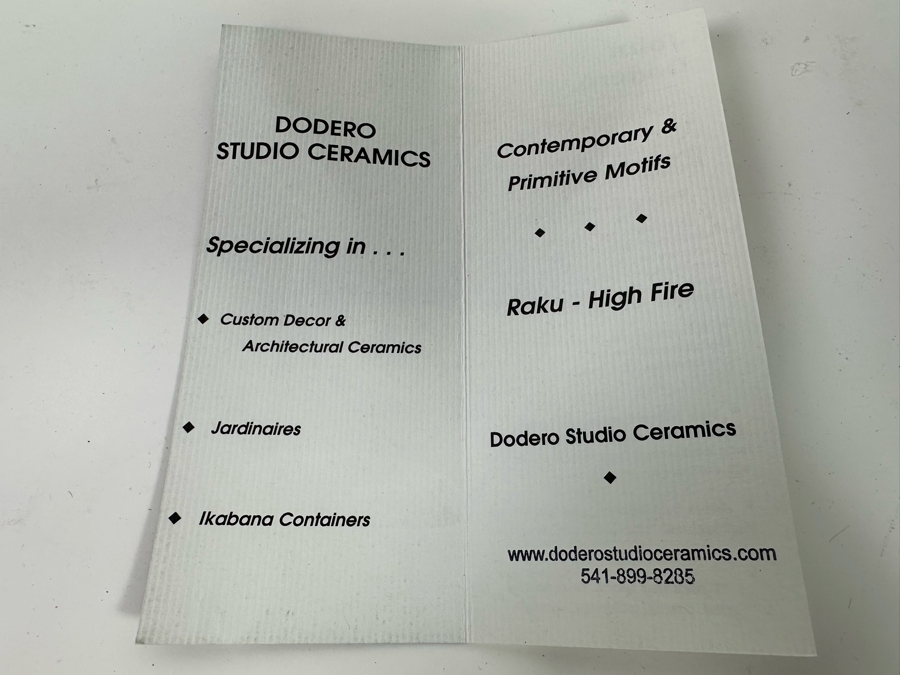 DODERO
STUDIO CERAMICS
Specializing in . . .
◆ Custom Decor &
Architectural Ceramics
◆ Jardinaires
◆ Ikabana Containers
Contemporary &
Primitive Motifs
◆ ◆ ◆
Raku - High Fire
Dodero Studio Ceramics
◆
www.doderostudioceramics.com
541-899-8285